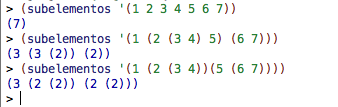 > (subelementos '(1 2 3 4 5 6 7))
(7)
> (subelementos '(1 (2 (3 4) 5) (6 7)))
(3 (3 (2)) (2))
> (subelementos '(1 (2 (3 4))(5 (6 7))))
(3 (2 (2)) (2 (2)))
>